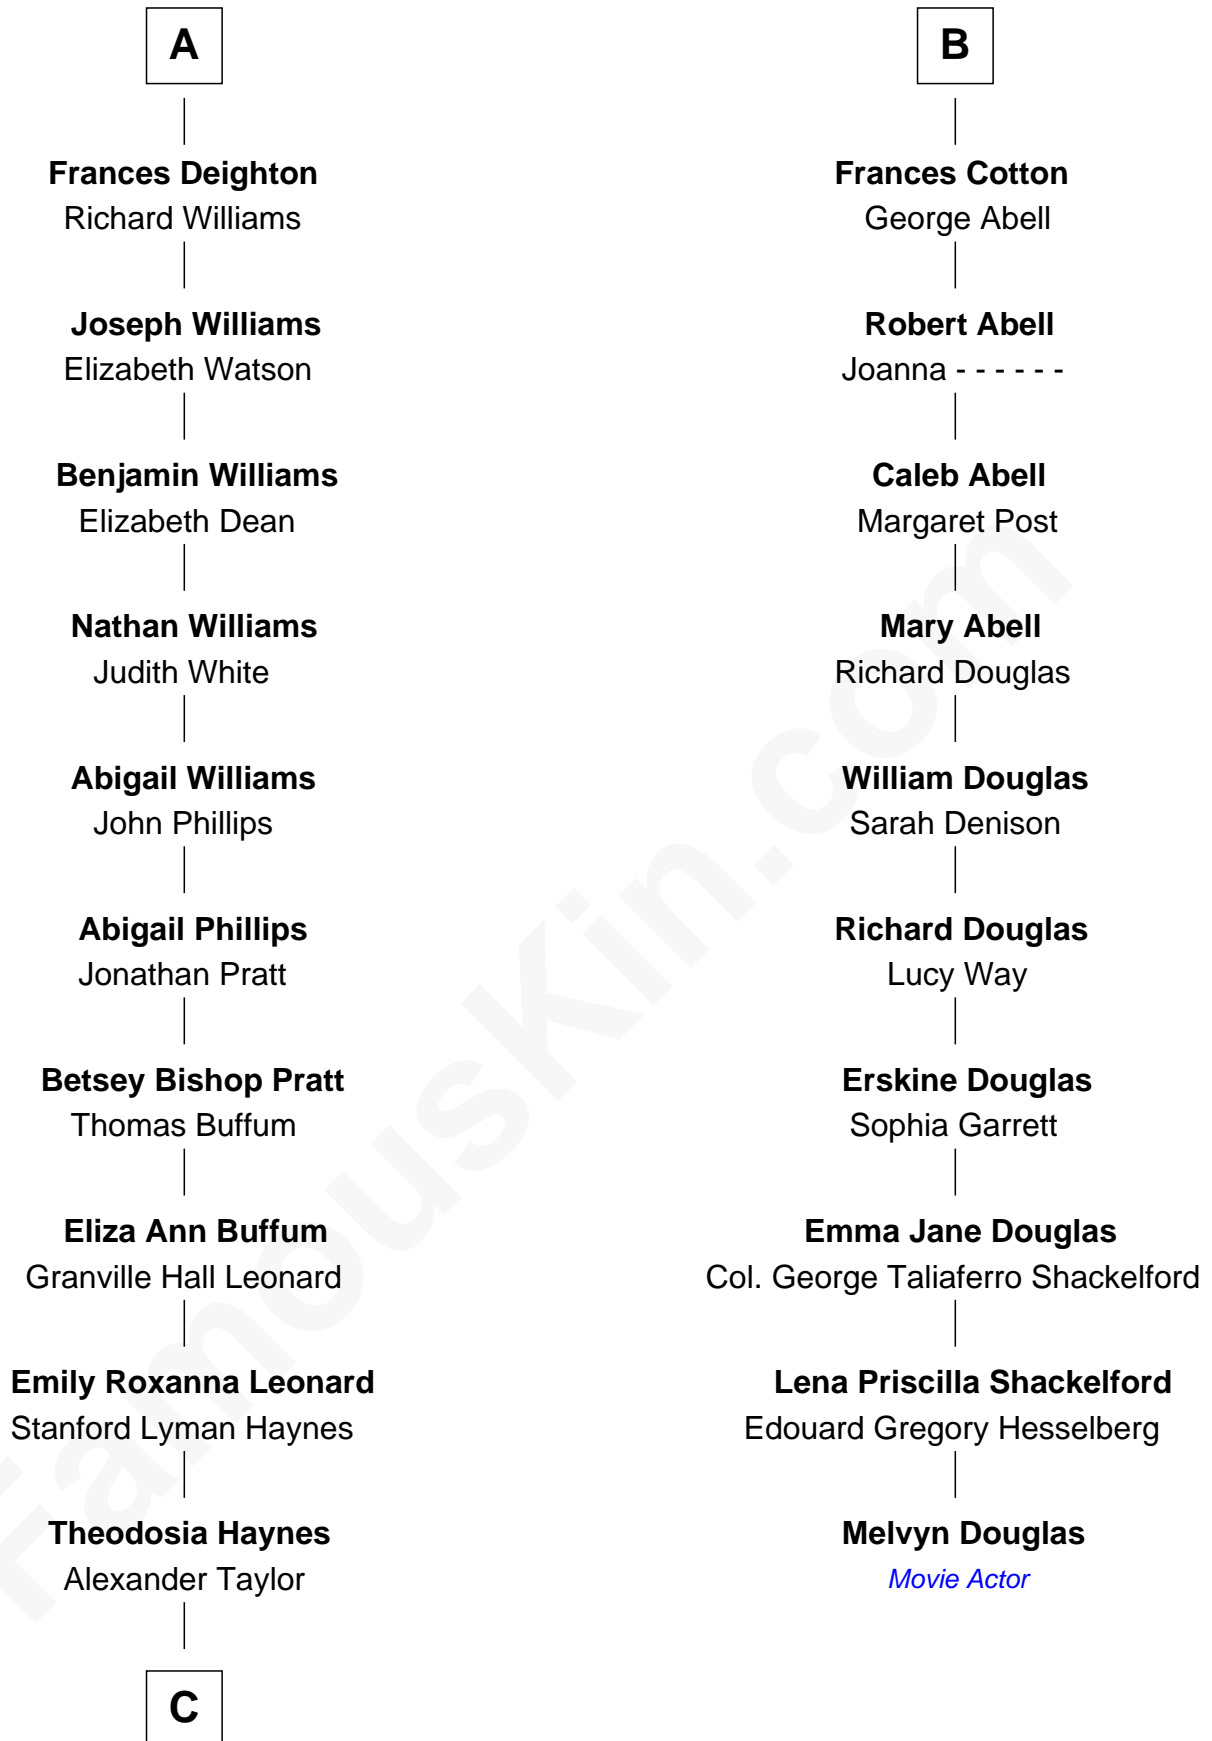 A
Frances Deighton
Richard Williams
Joseph Williams
Elizabeth Watson
Benjamin Williams
Elizabeth Dean
Nathan Williams
Judith White
Abigail Williams
John Phillips
Abigail Phillips
Jonathan Pratt
Betsey Bishop Pratt
Thomas Buffum
Eliza Ann Buffum
Granville Hall Leonard
Emily Roxanna Leonard
Stanford Lyman Haynes
Theodosia Haynes
Alexander Taylor
C
B
Frances Cotton
George Abell
Robert Abell
Joanna - - - - - -
Caleb Abell
Margaret Post
Mary Abell
Richard Douglas
William Douglas
Sarah Denison
Richard Douglas
Lucy Way
Erskine Douglas
Sophia Garrett
Emma Jane Douglas
Col. George Taliaferro Shackelford
Lena Priscilla Shackelford
Edouard Gregory Hesselberg
Melvyn Douglas
Movie Actor
FamousKin.com